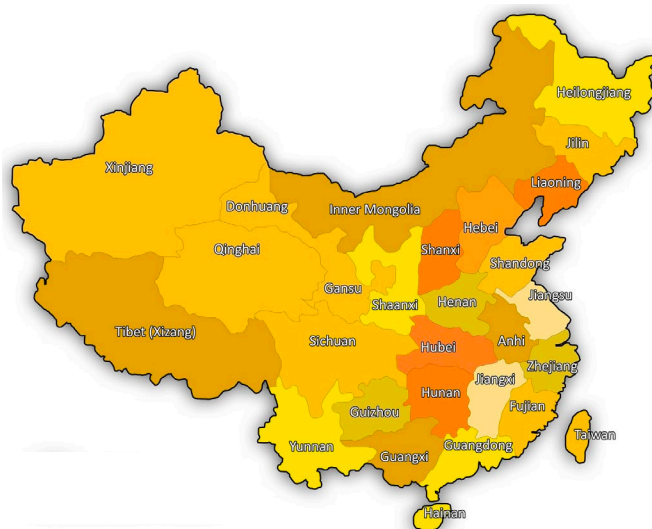 Heilongjiang
Jilin
Xinjiang
Liaoning
Donhuang
Inner Mongolia
Hebei
Qinghai
Shanxi
Shandong
Gansu
Jiangsu
Shaanxi
Henan
Tibet (Xizang)
Sichuan
Anhi
Hubei
Zhejiang
Jiangxi
Hunan
Fujian
Guizhou
Taiwan
Yunnan
Guangdong
Guangxi
Hainan